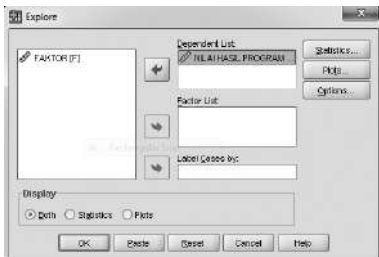 Explore
Dependent List:
FAKTOR [F]
NILAI HASIL PROGRAM ...
Statistics...
Plots...
Options...
Factor List:
Label Cases by:
Display
Both Statistics Plots
OK Paste Reset Cancel Help